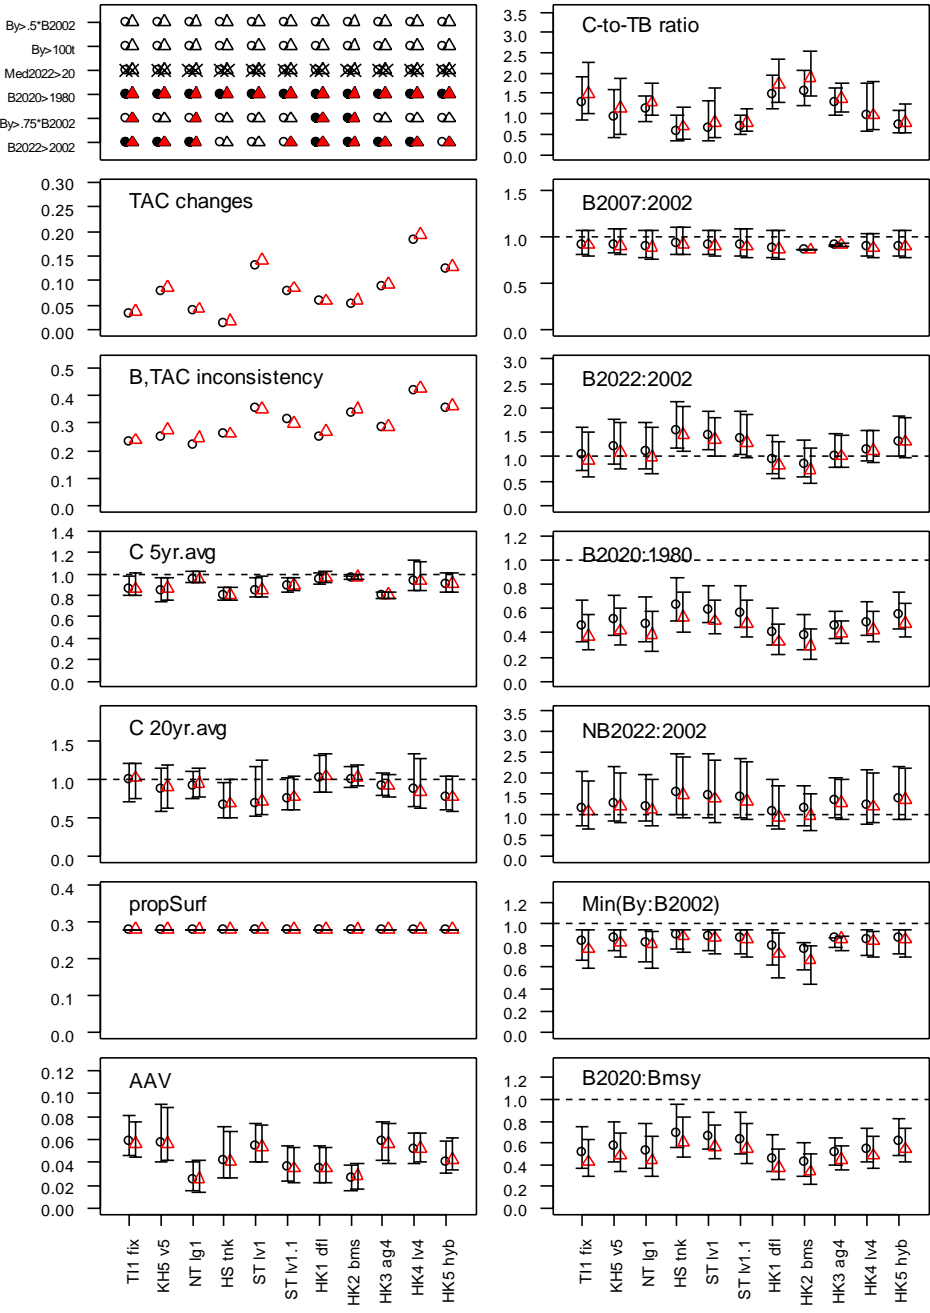 By>.5*B2002
By>100t
Med2022>20
B2020>1980
By>.75*B2002
B2022>2002
TAC changes
0.30
0.25
0.20
0.15
0.10
0.05
0.00
B,TAC inconsistency
0.5
0.4
0.3
0.2
0.1
0.0
C 5yr.avg
1.4
1.2
1.0
0.8
0.6
0.4
0.2
0.0
C 20yr.avg
1.5
1.0
0.5
0.0
propSurf
0.4
0.3
0.2
0.1
0.0
AAV
0.12
0.10
0.08
0.06
0.04
0.02
0.00
TI1 fix
KH5 v5
NT lg1
HS tnk
ST lv1
ST lv1.1
HK1 dfl
HK2 bms
HK3 ag4
HK4 lv4
HK5 hyb
C-to-TB ratio
3.5
3.0
2.5
2.0
1.5
1.0
0.5
0.0
B2007:2002
1.5
1.0
0.5
0.0
B2022:2002
3.0
2.5
2.0
1.5
1.0
0.5
0.0
B2020:1980
1.2
1.0
0.8
0.6
0.4
0.2
0.0
NB2022:2002
3.5
3.0
2.5
2.0
1.5
1.0
0.5
0.0
Min(By:B2002)
1.2
1.0
0.8
0.6
0.4
0.2
0.0
B2020:Bmsy
1.2
1.0
0.8
0.6
0.4
0.2
0.0
TI1 fix
KH5 v5
NT lg1
HS tnk
ST lv1
ST lv1.1
HK1 dfl
HK2 bms
HK3 ag4
HK4 lv4
HK5 hyb